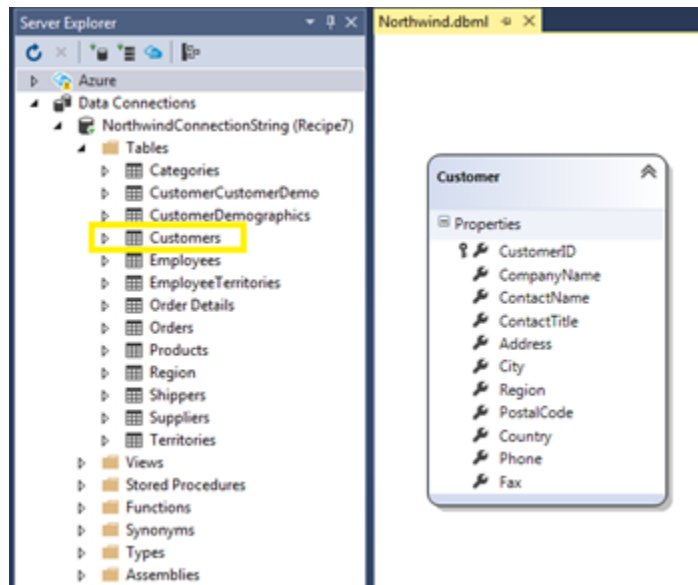 Server Explorer
Azure
Data Connections
NorthwindConnectionString (Recipe7)
Tables
Categories
CustomerCustomerDemo
CustomerDemographics
Customers
Employees
EmployeeTerritories
Order Details
Orders
Products
Region
Shippers
Suppliers
Territories
Views
Stored Procedures
Functions
Synonyms
Types
Assemblies
Northwind.dbml
Customer
Properties
CustomerID
CompanyName
ContactName
ContactTitle
Address
City
Region
PostalCode
Country
Phone
Fax